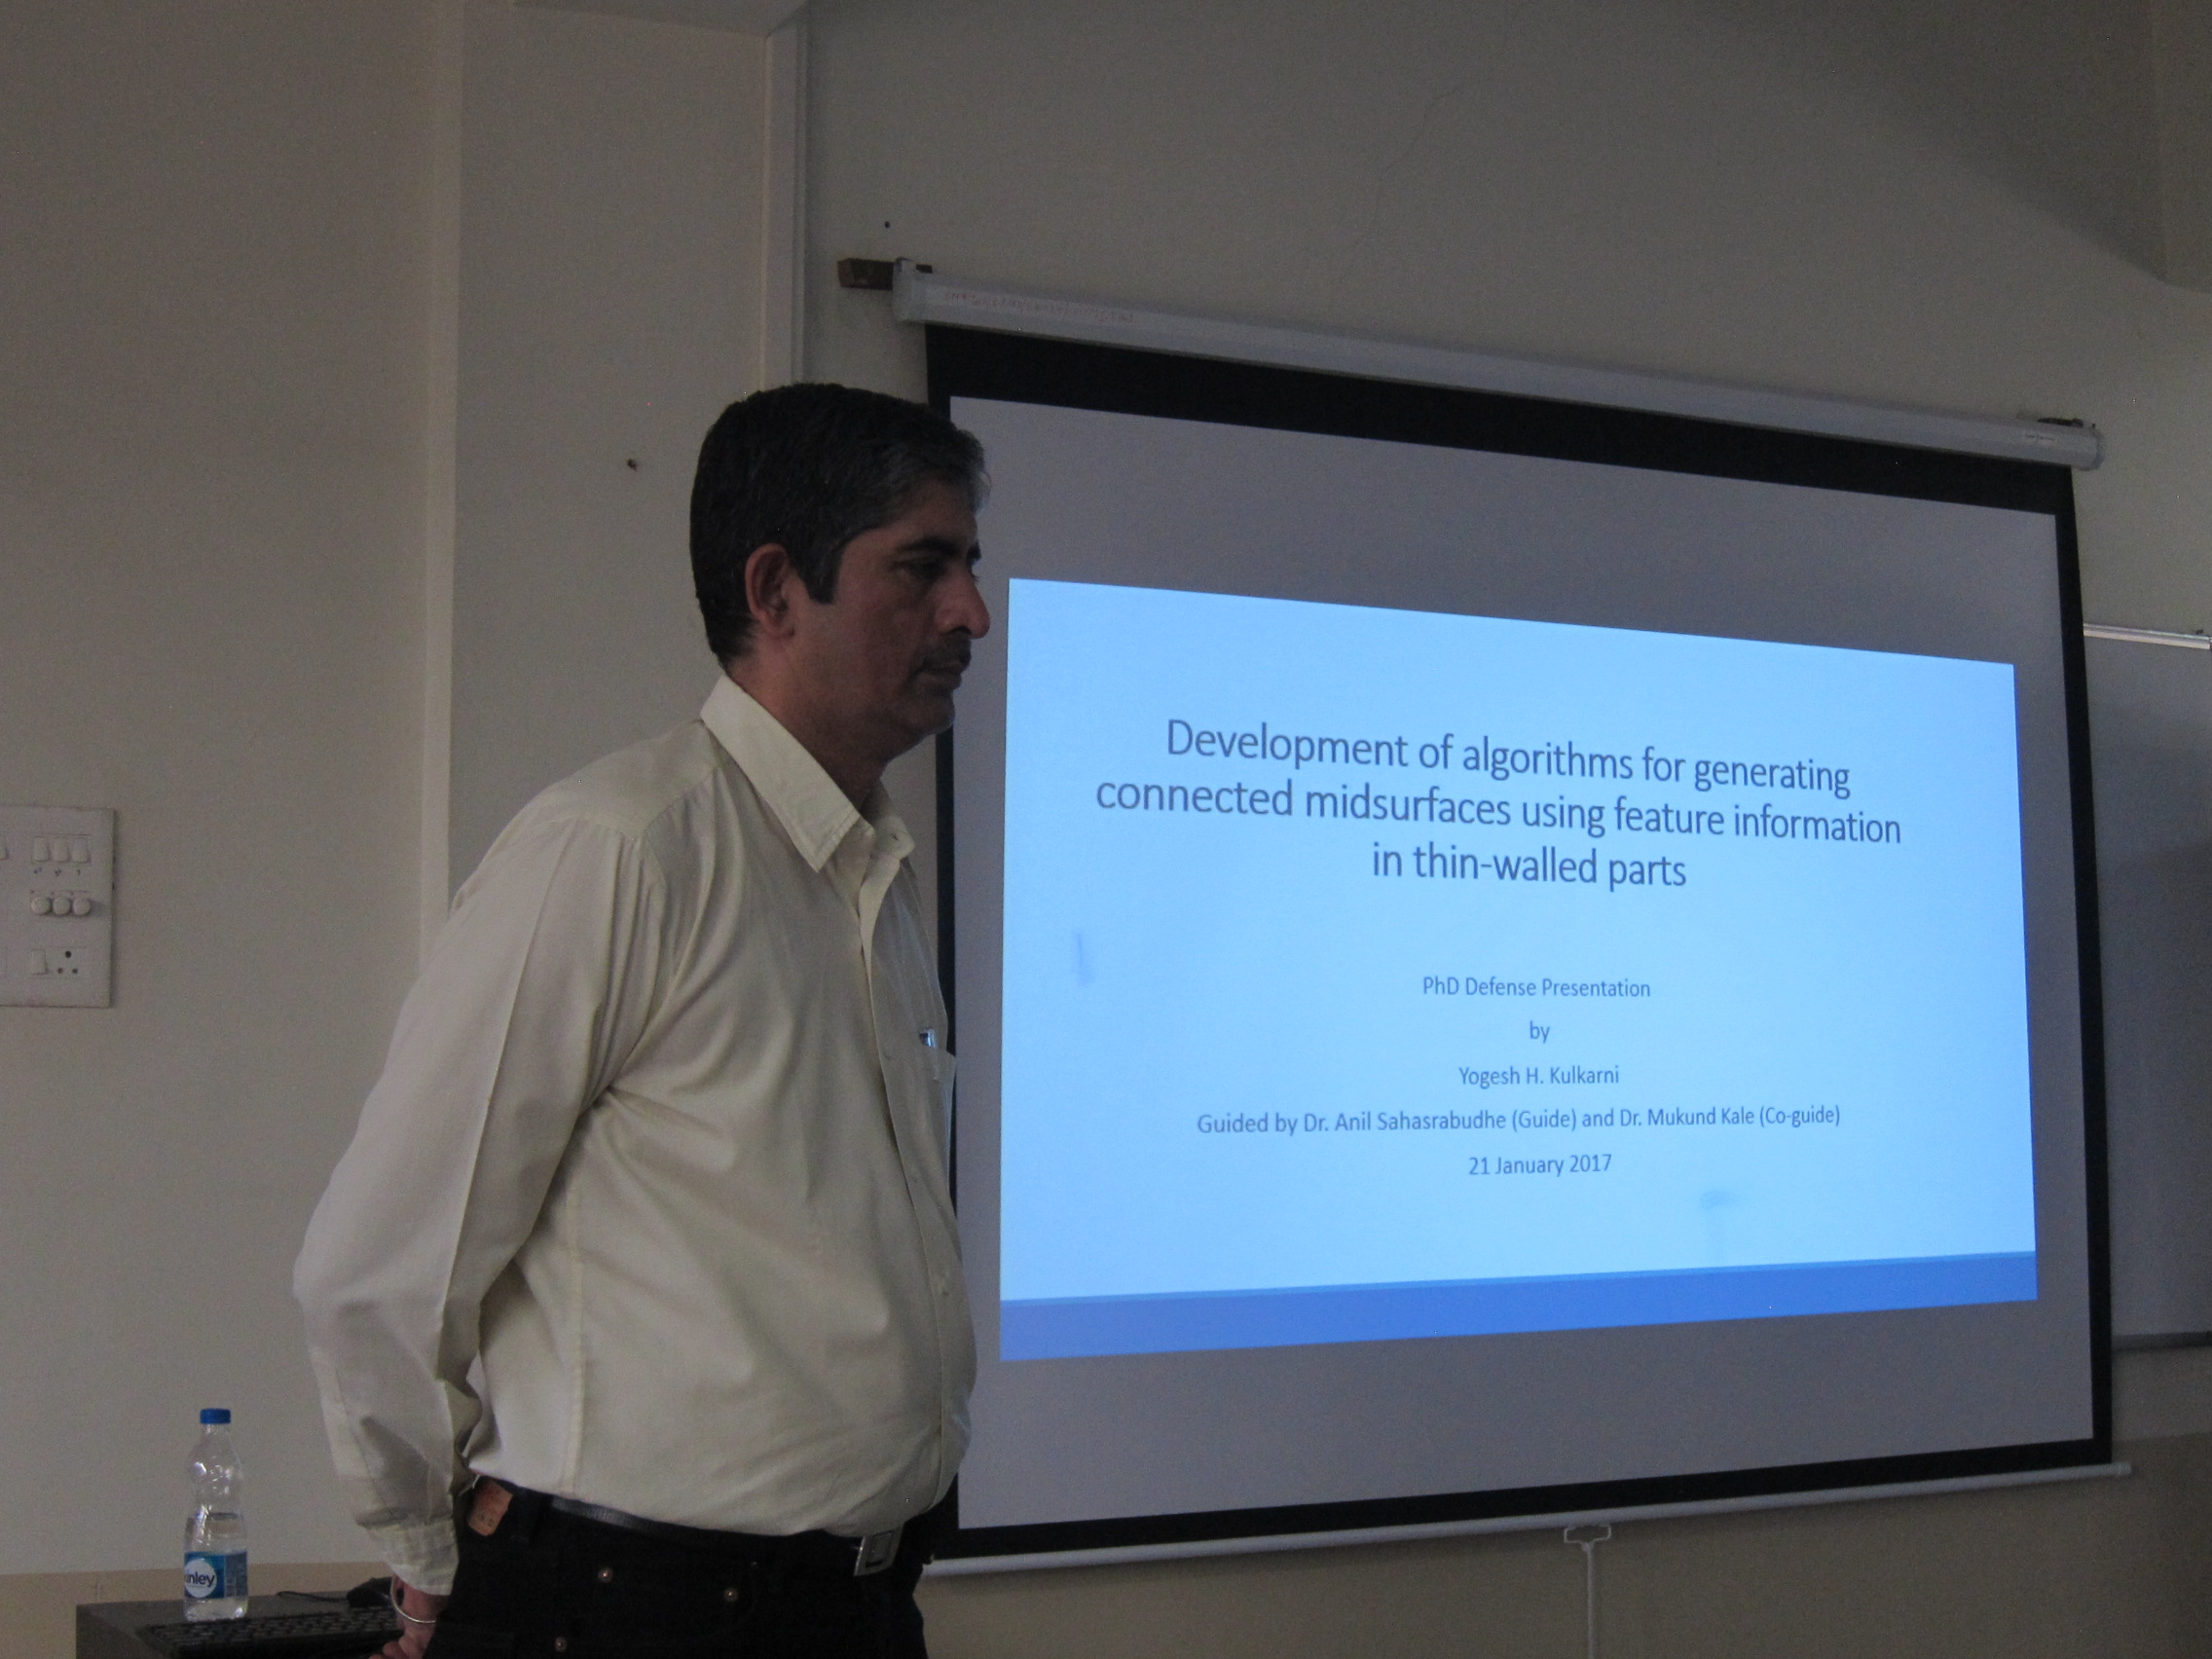 Development of algorithms for generating
connected midsurfaces using feature information
in thin-walled parts
PhD Defense Presentation
by
Yogesh H. Kulkarni
Guided by Dr. Anil Sahasrabudhe (Guide) and Dr. Mukund Kale (Co-guide)
21 January 2017
nley